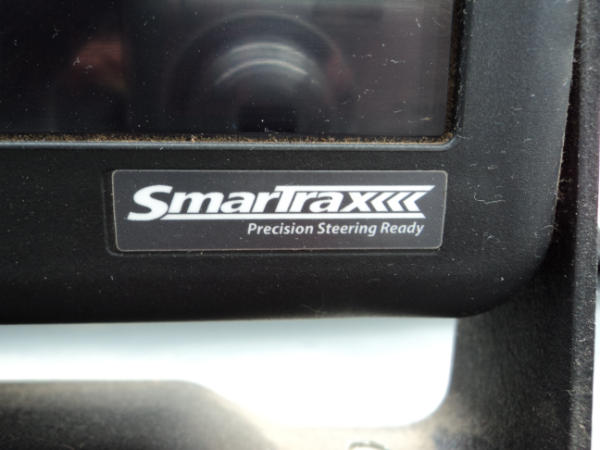 SmarTrax
Precision Steering Ready